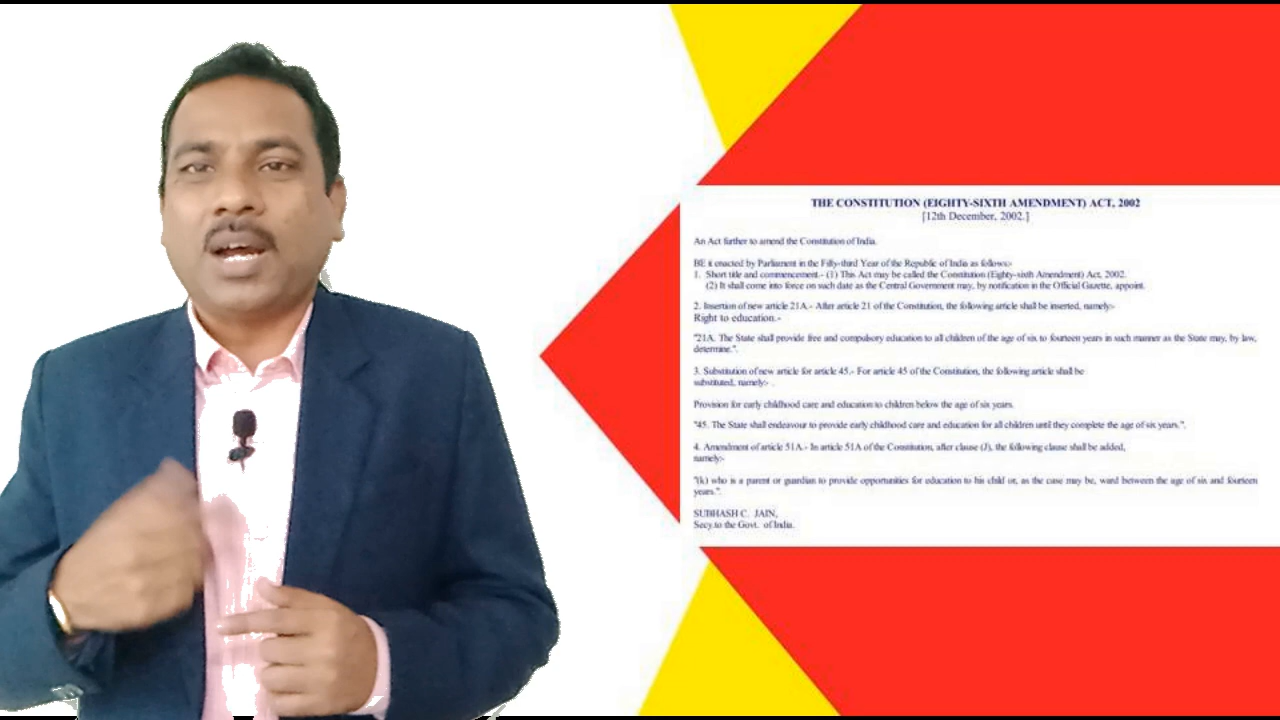 THE CONSTITUTION (EIGHTY-SIXTH AMENDMENT) ACT, 2002
[12th December, 2002.]
An Act further to amend the Constitution of India.
BE it enacted by Parliament in the Fifty-third Year of the Republic of India as follows:-
1. Short title and commencement.- (1) This Act may be called the Constitution (Eighty-sixth Amendment) Act, 2002.
(2) It shall come into force on such date as the Central Government may, by notification in the Official Gazette, appoint.
2. Insertion of new article 21A.- After article 21 of the Constitution, the following article shall be inserted, namely:-
Right to education.-
"21A. The State shall provide free and compulsory education to all children of the age of six to fourteen years in such manner as the State may, by law,
determine.".
3. Substitution of new article for article 45.- For article 45 of the Constitution, the following article shall be
substituted, namely:- .
Provision for early childhood care and education to children below the age of six years.
"45. The State shall endeavour to provide early childhood care and education for all children until they complete the age of six years.".
4. Amendment of article 51A.- In article 51A of the Constitution, after clause (J), the following clause shall be added,
namely:-
"(k) who is a parent or guardian to provide opportunities for education to his child or, as the case may be, ward between the age of six and fourteen
years.".
SUBHASH C. JAIN,
Secy.to the Govt. of India.